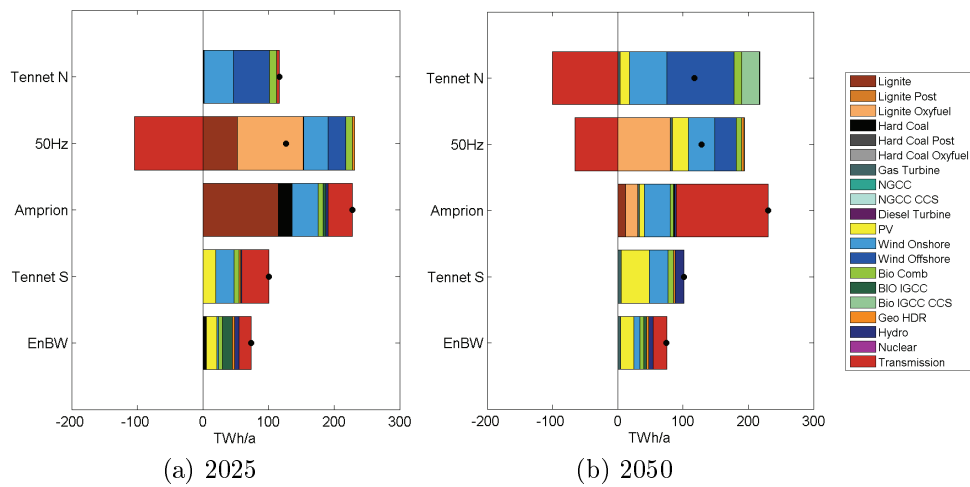 Tennet N
50Hz
Amprion
Tennet S
EnBW
-200 -100 0 100 200 300
TWh/a
(a) 2025
Tennet N
50Hz
Amprion
Tennet S
EnBW
-200 -100 0 100 200 300
TWh/a
(b) 2050
Lignite
Lignite Post
Lignite Oxyfuel
Hard Coal
Hard Coal Post
Hard Coal Oxyfuel
Gas Turbine
NGCC
NGCC CCS
Diesel Turbine
PV
Wind Onshore
Wind Offshore
Bio Comb
BIO IGCC
Bio IGCC CCS
Geo HDR
Hydro
Nuclear
Transmission